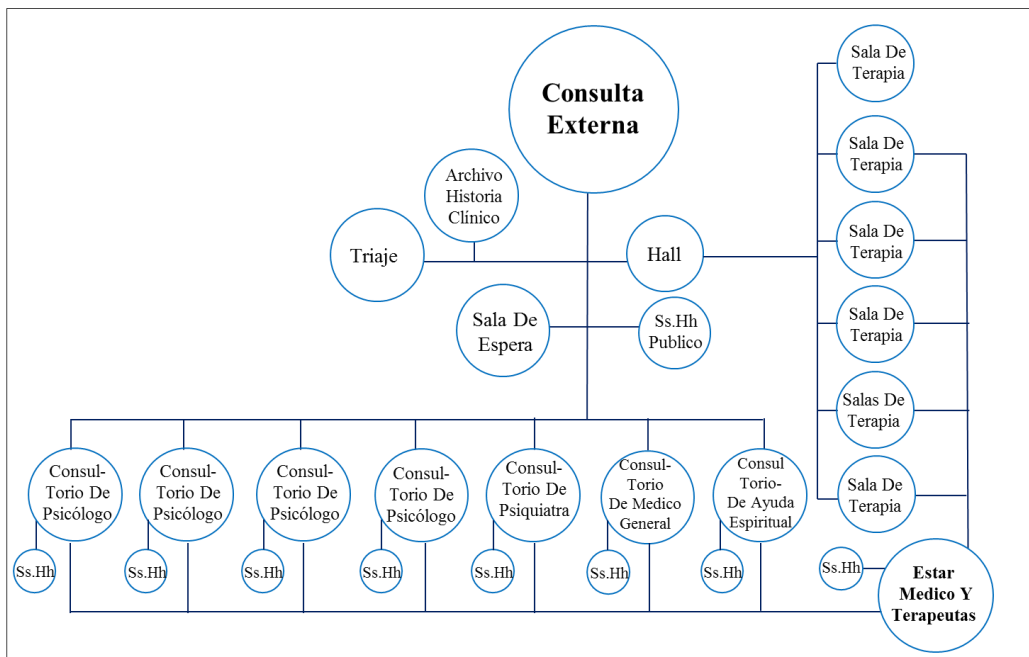 Consulta
Externa
Archivo
Historia
Clínico
Triaje
Hall
Sala De
Espera
Ss.Hh
Publico
Sala De
Terapia
Sala De
Terapia
Sala De
Terapia
Sala De
Terapia
Salas De
Terapia
Sala De
Terapia
Consul-
Torio De
Psicólogo
Consul-
Torio De
Psicólogo
Consul-
Torio De
Psicólogo
Consul-
Torio De
Psicólogo
Consul-
Torio De
Psiquiatra
Consul-
Torio
De Medico
General
Consul
Torio-
De Ayuda
Espiritual
Ss.Hh
Ss.Hh
Ss.Hh
Ss.Hh
Ss.Hh
Ss.Hh
Ss.Hh
Ss.Hh
Estar
Medico Y
Terapeutas